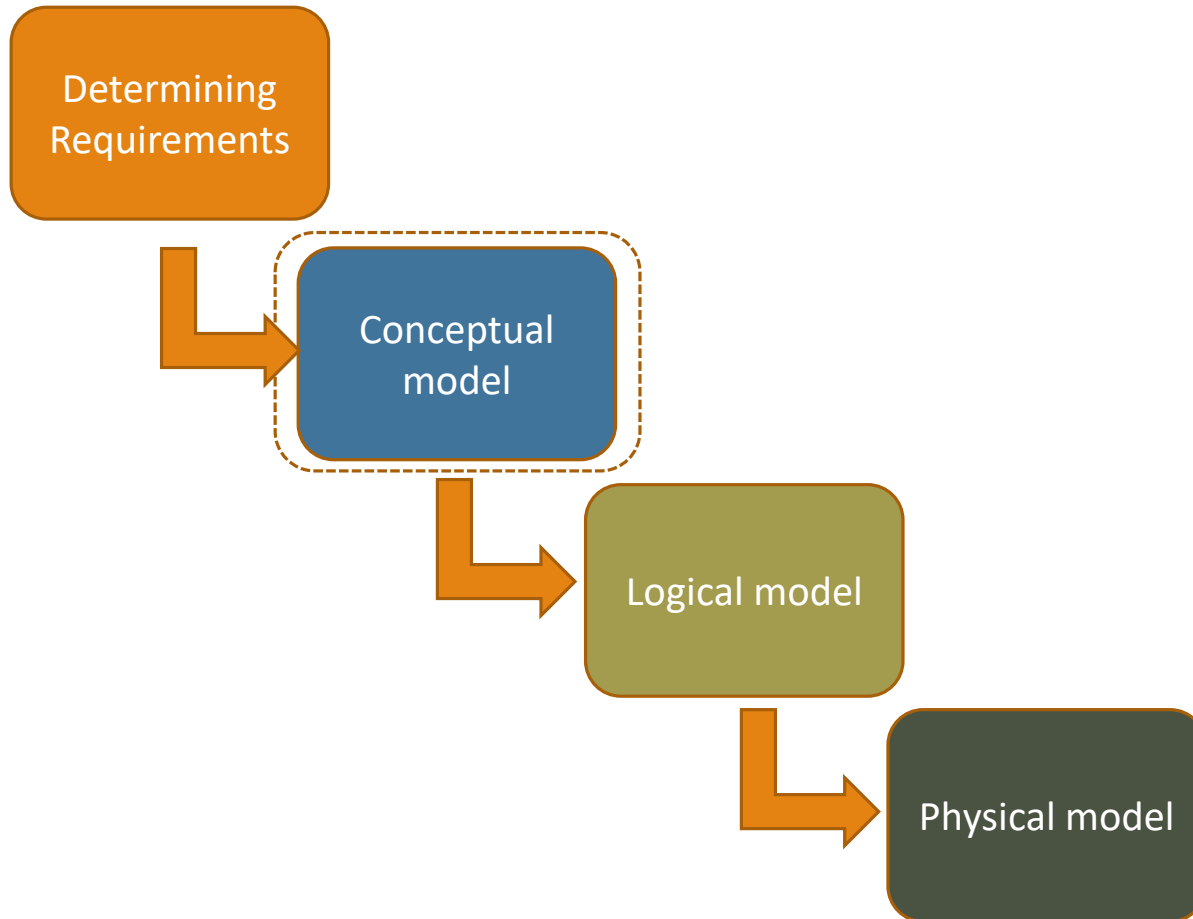 Determining
Requirements
Conceptual
model
Logical model
Physical model